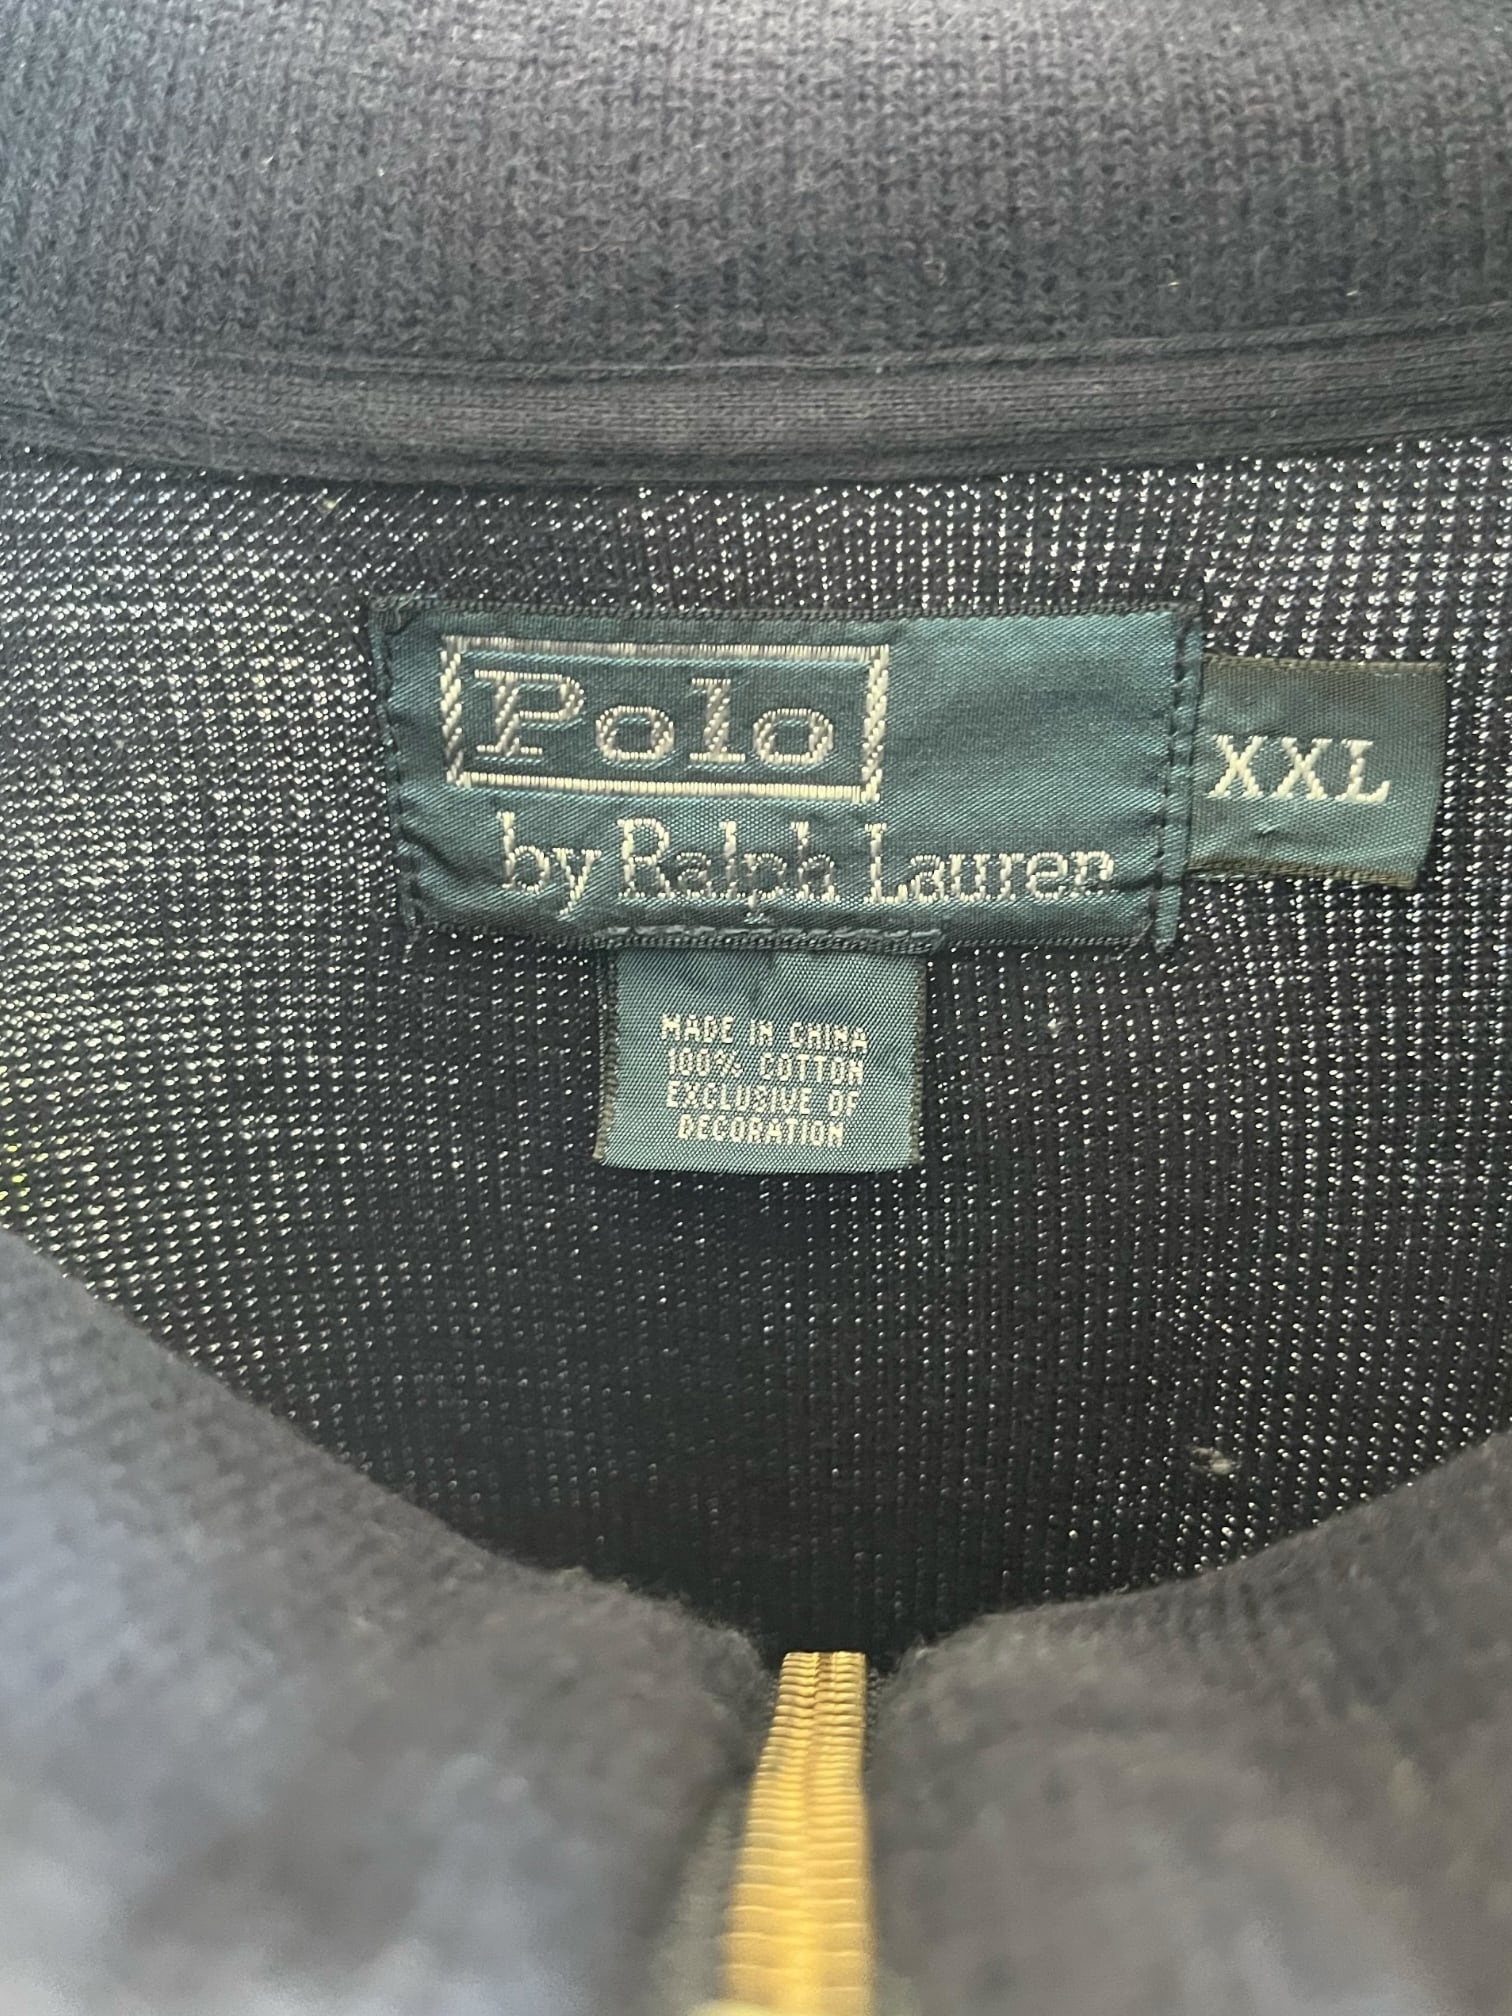 Polo
by Ralph Lauren
XXL
MADE IN CHINA
100% COTTON
EXCLUSIVE OF
DECORATION